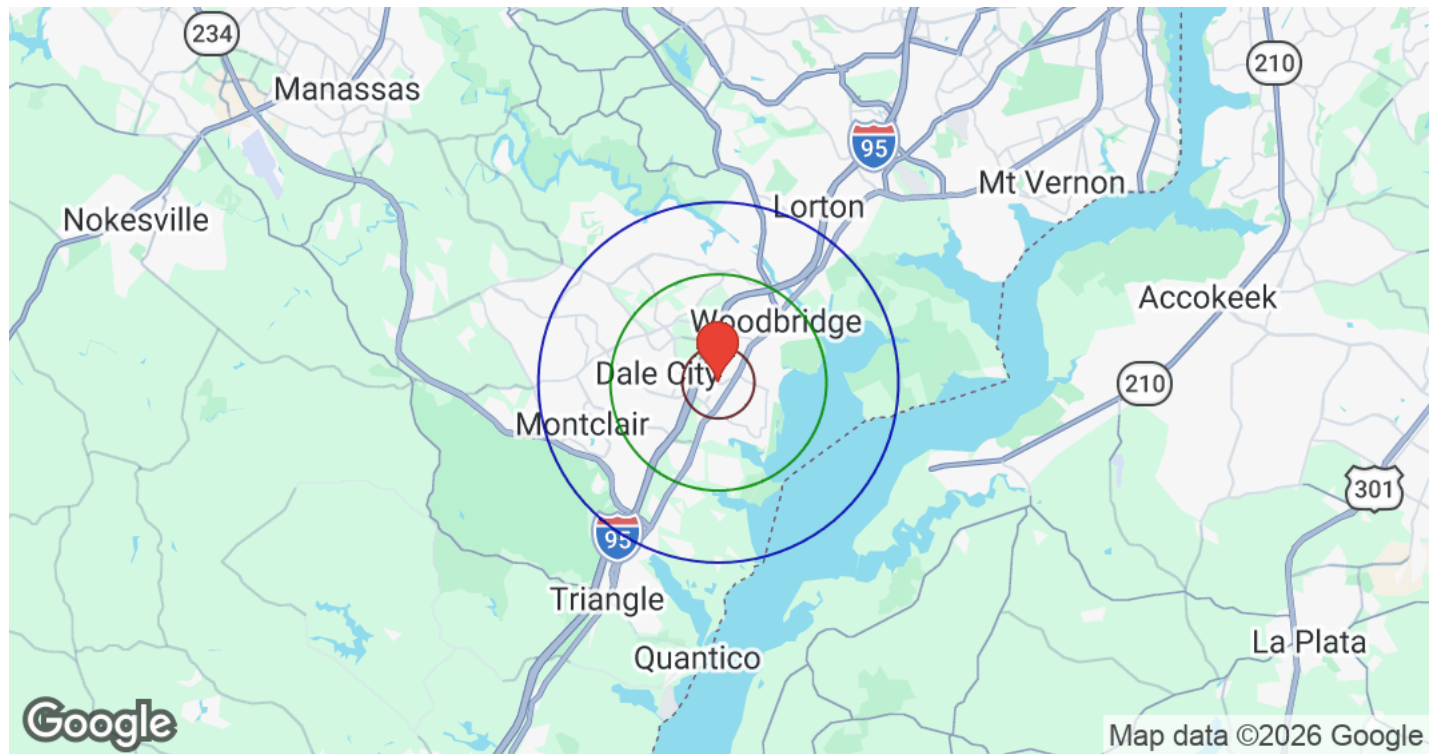 234
Manassas
210
95
Mt Vernon
Nokesville
Lorton
Accokeek
Woodbridge
Dale City
210
Montclair
301
95
Triangle
La Plata
Quantico
Google
Map data ©2026 Google